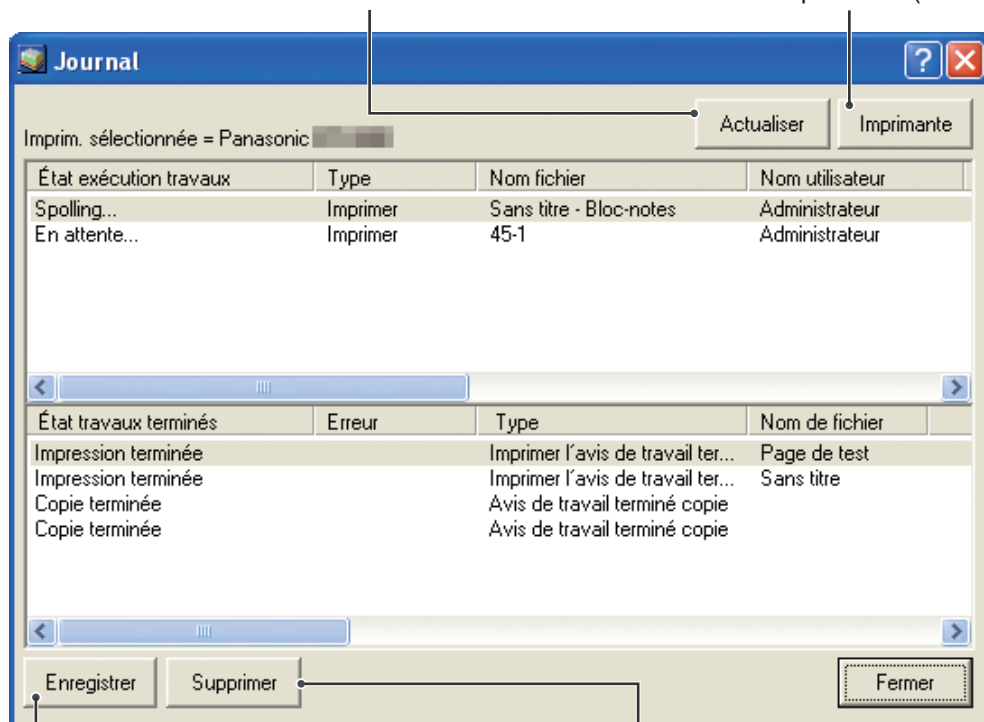 Journal
Actualiser Imprimante
Imprim. sélectionnée = Panasonic
État exécution travaux Type Nom fichier Nom utilisateur
Spolling... Imprimer Sans titre - Bloc-notes Administrateur
En attente... Imprimer 45-1 Administrateur
État travaux terminés Erreur Type Nom de fichier
Impression terminée Imprimer l´avis de travail ter... Page de test
Impression terminée Imprimer l´avis de travail ter... Sans titre
Copie terminée Avis de travail terminé copie
Copie terminée Avis de travail terminé copie
Enregistrer Supprimer Fermer